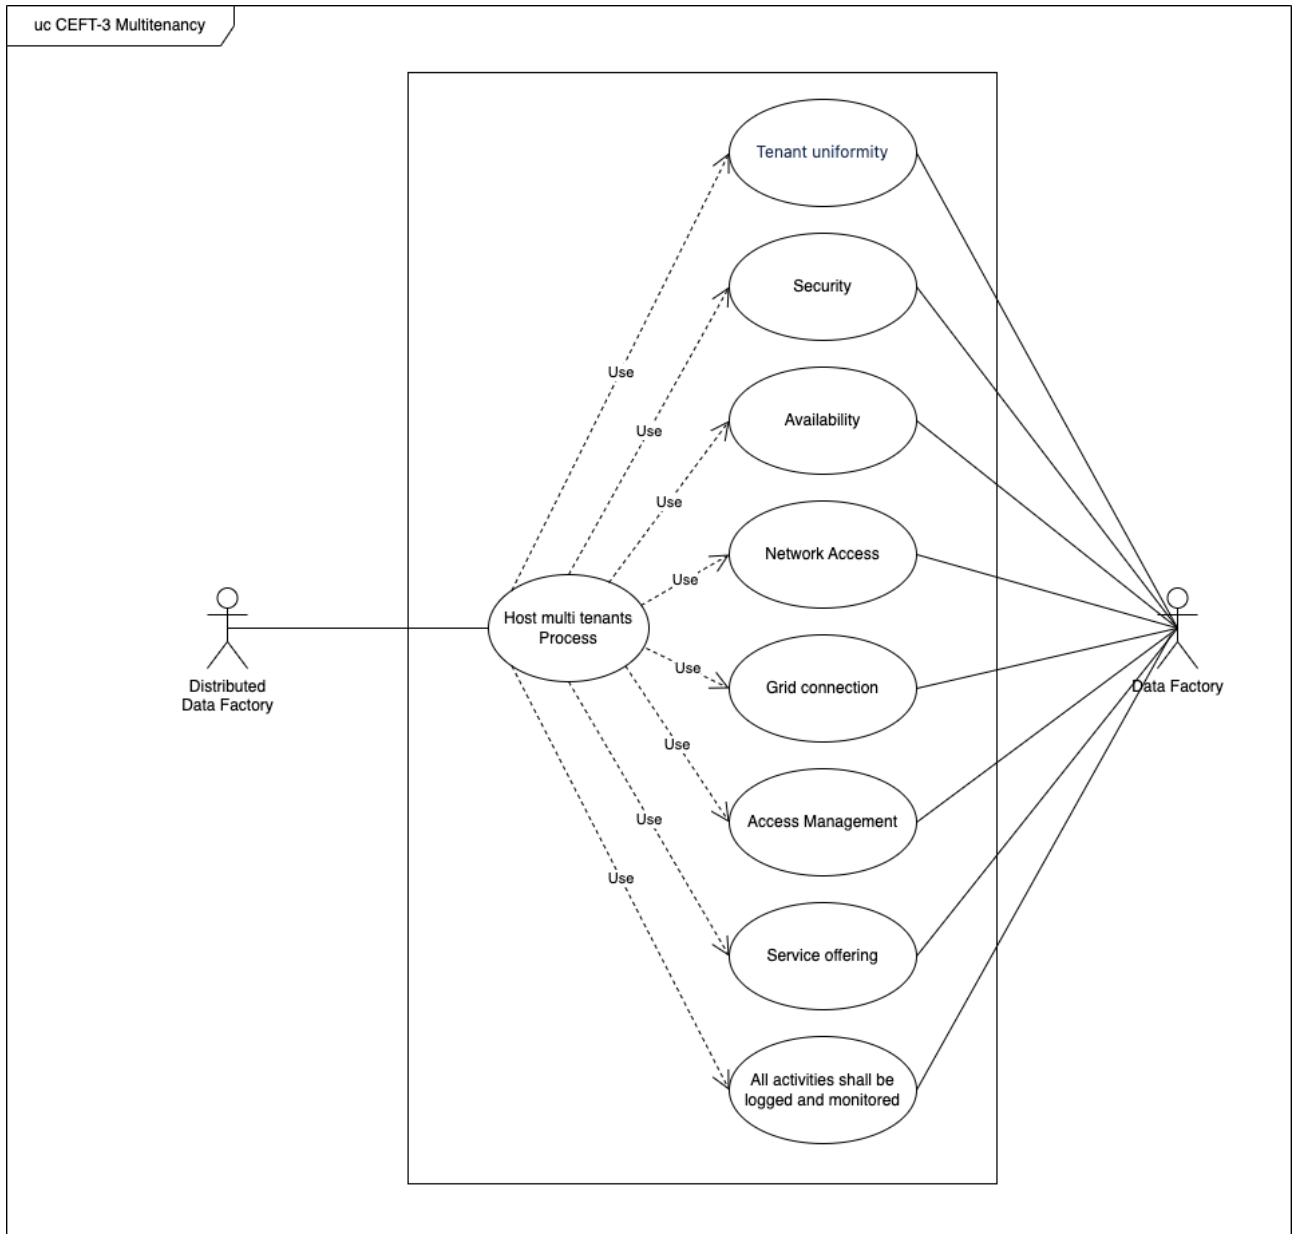 uc CEFT-3 Multitenancy
Tenant uniformity
Security
Use
Availability
Use
Use
Network Access
Use
Host multi tenants
Process
Use
Grid connection
Distributed
Data Factory
Data Factory
Use
Access Management
Use
Use
Service offering
All activities shall be
logged and monitored